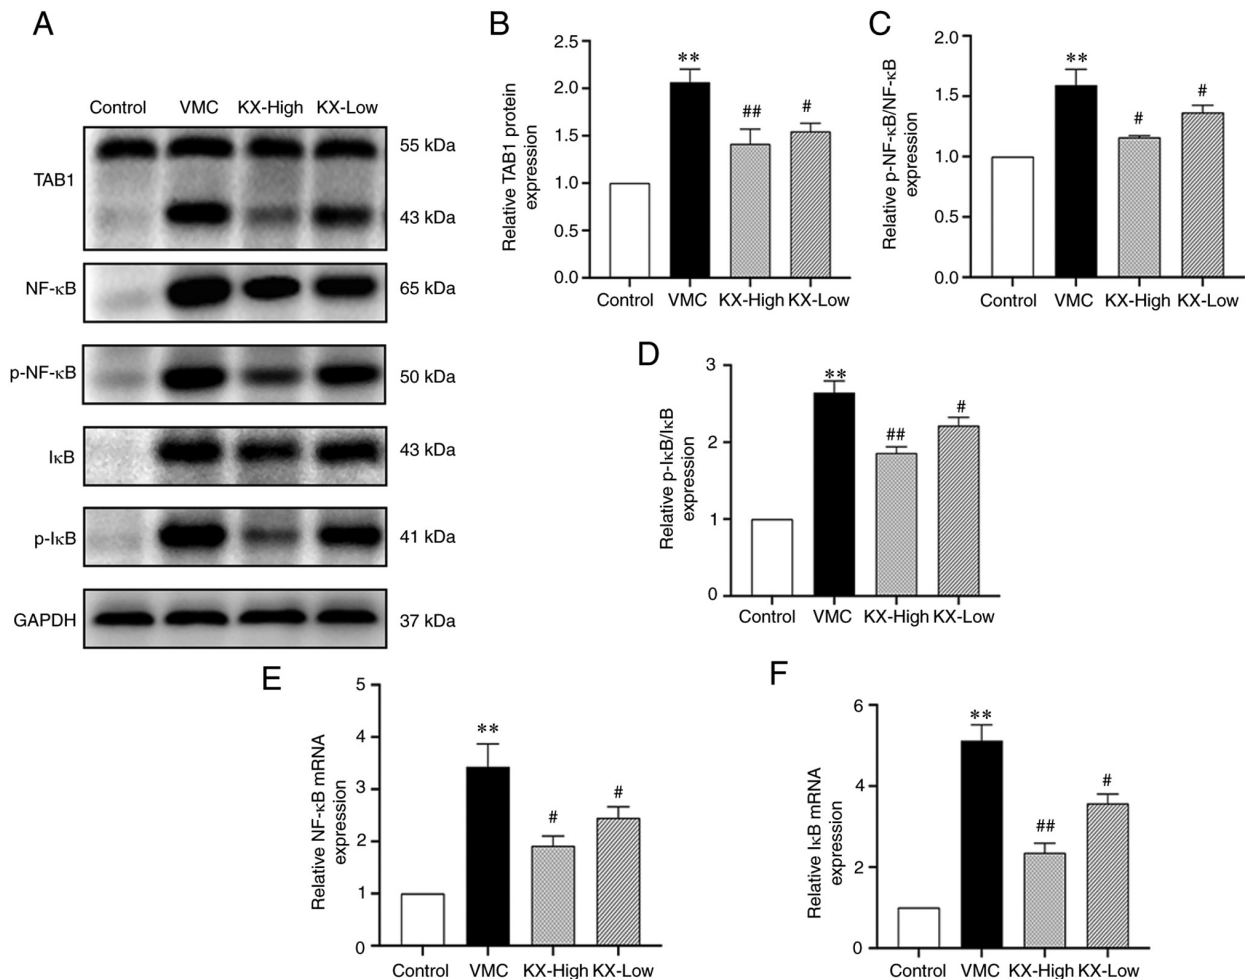 A
Control VMC KX-High KX-Low
TAB1
55 kDa
43 kDa
NF-κB 65 kDa
p-NF-κB 50 kDa
IκB 43 kDa
p-IκB 41 kDa
GAPDH 37 kDa
B
Relative TAB1 protein
expression
2.5
2.0
1.5
1.0
0.5
0.0
**
##
#
Control VMC KX-High KX-Low
C
Relative p-NF-κB/NF-κB
expression
2.0
1.5
1.0
0.5
0.0
**
#
#
Control VMC KX-High KX-Low
D
Relative p-IκB/IκB
expression
3
2
1
0
**
##
#
Control VMC KX-High KX-Low
E
Relative NF-κB mRNA
expression
5
4
3
2
1
0
**
#
#
Control VMC KX-High KX-Low
F
Relative IκB mRNA
expression
6
4
2
0
**
##
#
Control VMC KX-High KX-Low